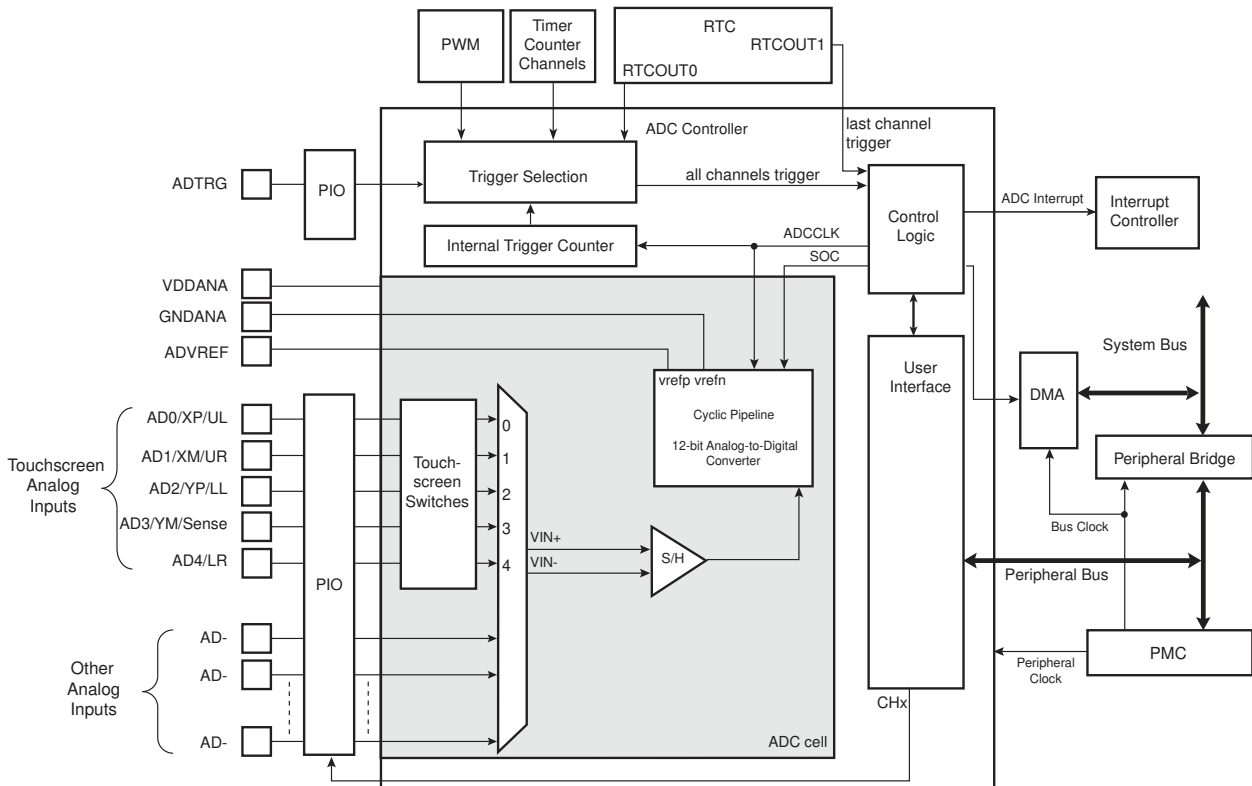 PWM
Timer
Counter
Channels
RTC
RTCOUT1
RTCOUT0
ADC Controller
last channel
trigger
ADTRG
PIO
Trigger Selection
all channels trigger
Control
Logic
ADC Interrupt
Interrupt
Controller
Internal Trigger Counter
ADCCLK
SOC
VDDANA
GNDANA
ADVREF
vrefp vrefn
Cyclic Pipeline
12-bit Analog-to-Digital
Converter
User
Interface
System Bus
DMA
Peripheral Bridge
Bus Clock
Peripheral Bus
PMC
Peripheral
Clock
Touchscreen
Analog
Inputs
AD0/XP/UL
AD1/XM/UR
AD2/YP/LL
AD3/YM/Sense
AD4/LR
PIO
Touch-
screen
Switches
0
1
2
3
4
VIN+
VIN-
S/H
Other
Analog
Inputs
AD-
AD-
AD-
CHx
ADC cell